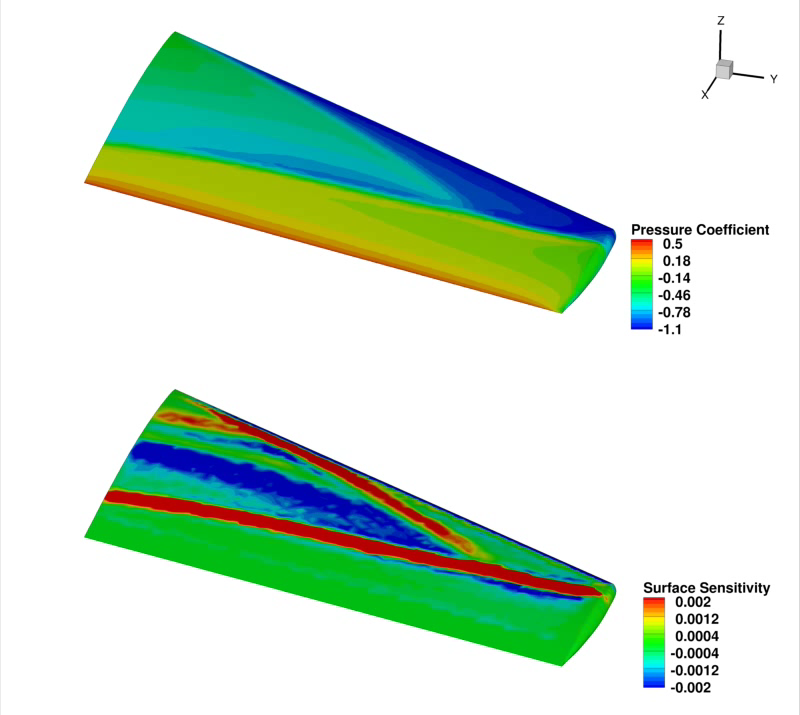 Z
Y
X
Pressure Coefficient
0.5
0.18
-0.14
-0.46
-0.78
-1.1
Surface Sensitivity
0.002
0.0012
0.0004
-0.0004
-0.0012
-0.002